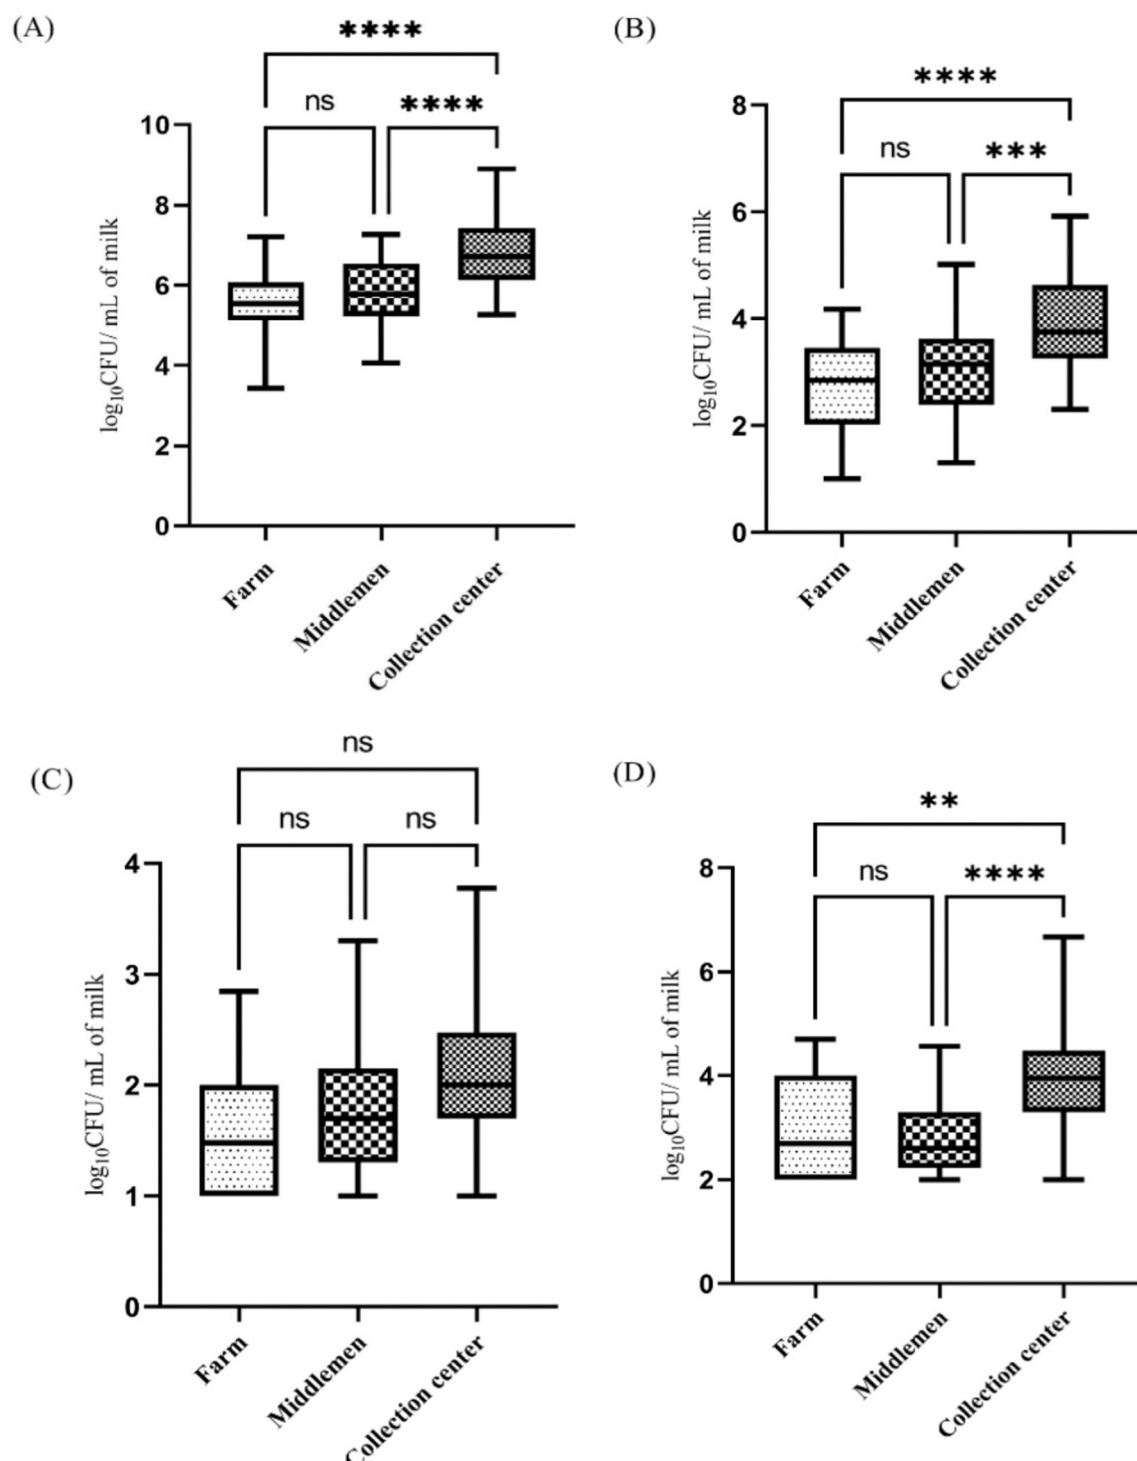 (A)
****
ns ****
10
8
6
4
2
0
log₁₀CFU/ mL of milk
Farm
Middlemen
Collection center
(B)
****
ns ***
8
6
4
2
0
log₁₀CFU/ mL of milk
Farm
Middlemen
Collection center
(C)
ns
ns ns
4
3
2
1
0
log₁₀CFU/ mL of milk
Farm
Middlemen
Collection center
(D)
**
ns ****
8
6
4
2
0
log₁₀CFU/ mL of milk
Farm
Middlemen
Collection center